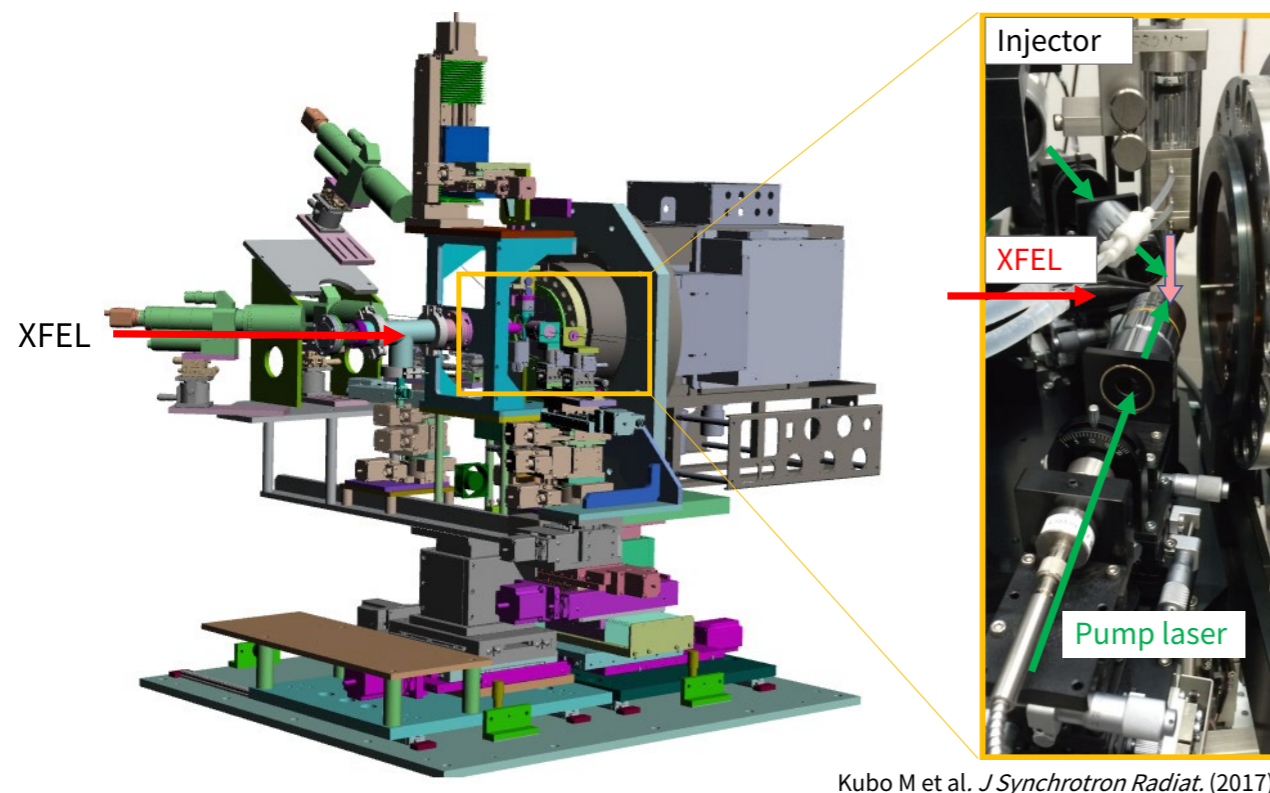 Injector
XFEL
XFEL
Pump laser
Kubo M et al. J Synchrotron Radiat. (2017)